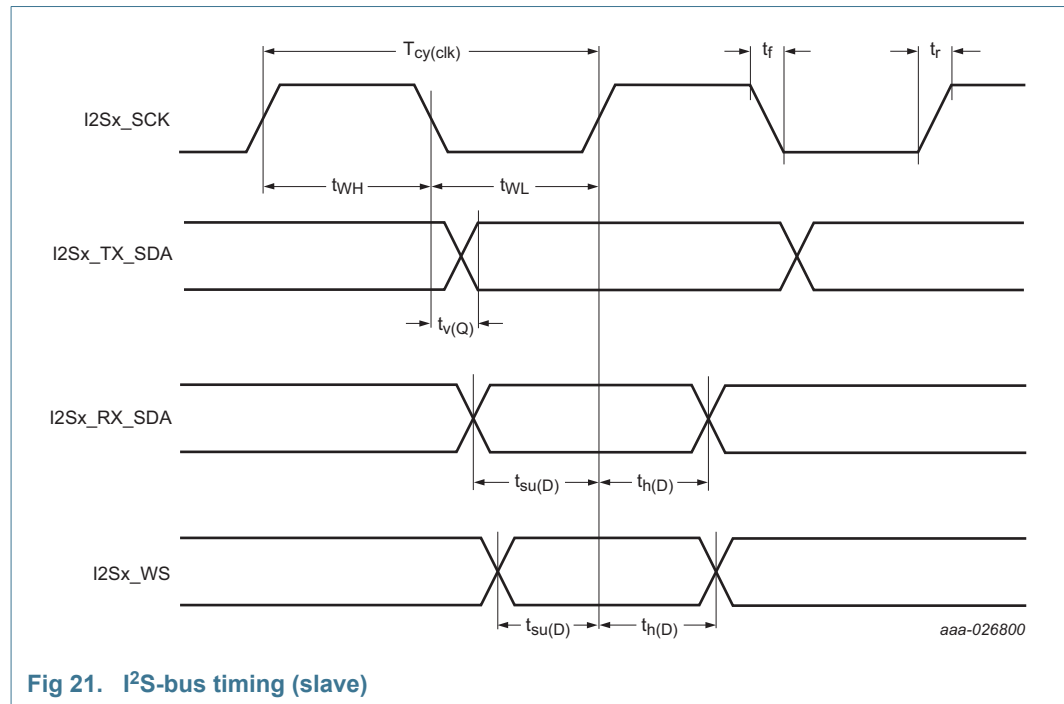 Tcy(clk)
tf
tr
I2Sx_SCK
tWH
tWL
I2Sx_TX_SDA
tv(Q)
I2Sx_RX_SDA
tsu(D)
th(D)
I2Sx_WS
tsu(D)
th(D)
aaa-026800
Fig 21. I²S-bus timing (slave)